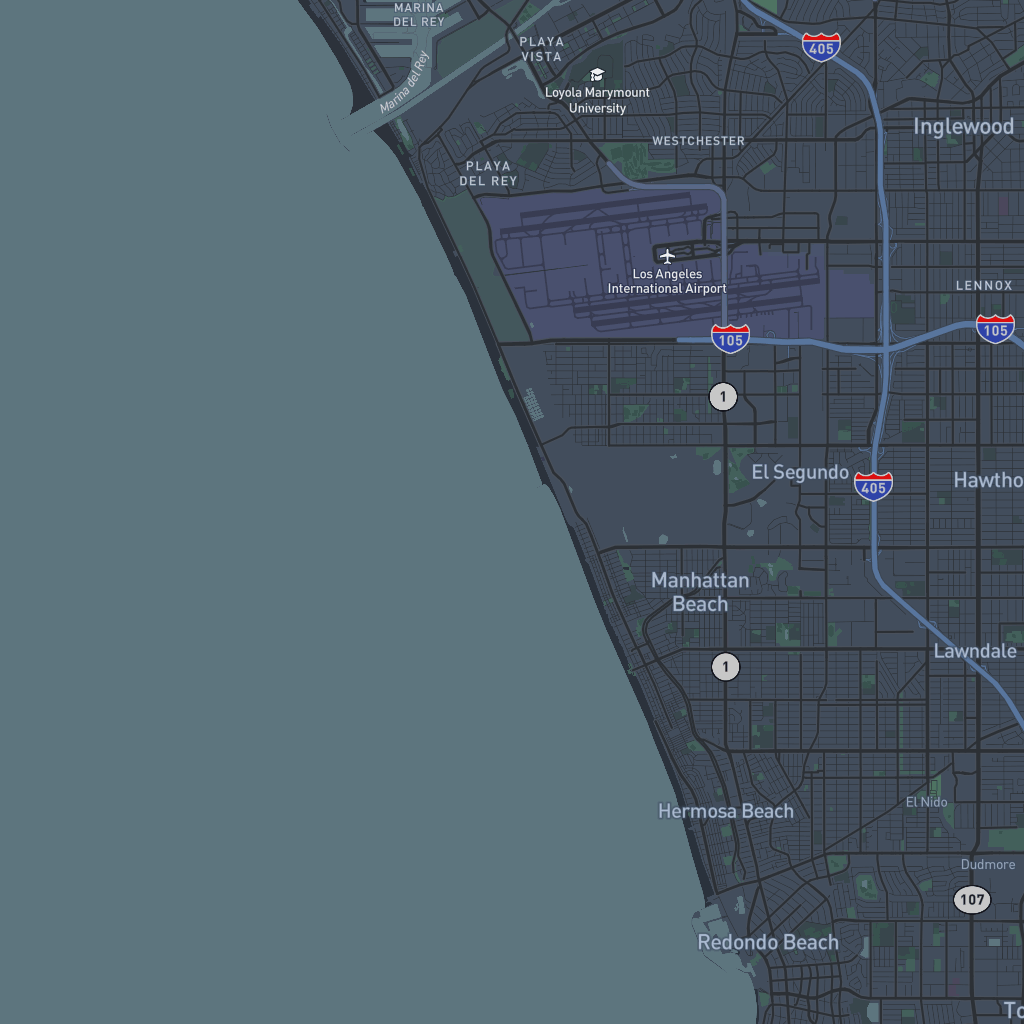 MARINA
DEL REY
PLAYA
VISTA
405
Marina del Rey
Loyola Marymount
University
Inglewood
WESTCHESTER
PLAYA
DEL REY
Los Angeles
International Airport
LENNOX
105
105
1
El Segundo
405
Hawtho
Manhattan
Beach
Lawndale
1
El Nido
Hermosa Beach
Dudmore
107
Redondo Beach
To